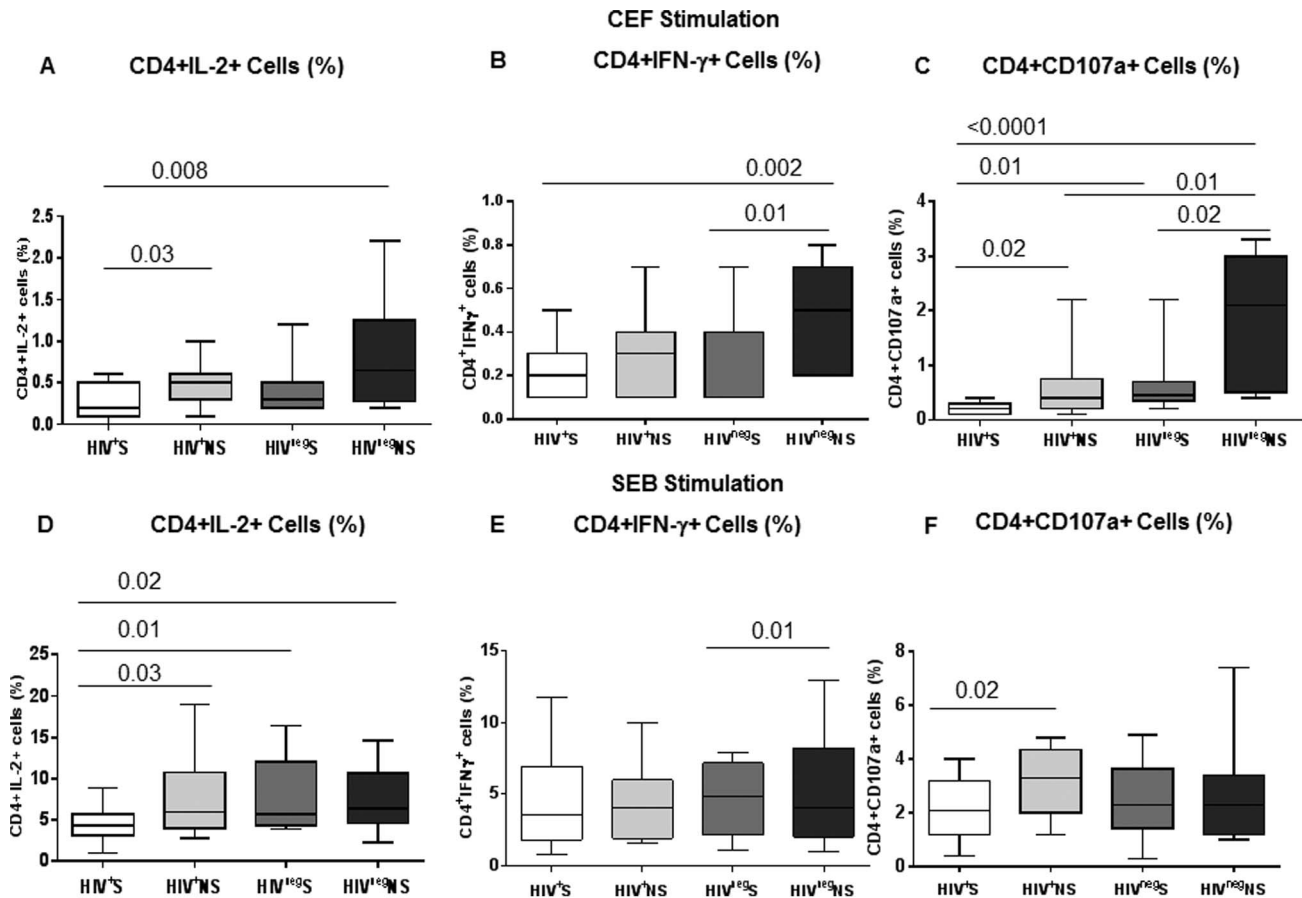 CEF Stimulation
A CD4+IL-2+ Cells (%)
B CD4+IFN-γ+ Cells (%)
C CD4+CD107a+ Cells (%)
0.008
0.03
CD4+IL-2+ cells (%)
2.5
2.0
1.5
1.0
0.5
0.0
HIV⁺S HIV⁺NS HIVⁿᵉᵍS HIVⁿᵉᵍNS
0.002
0.01
CD4⁺IFNγ⁺ cells (%)
1.0
0.8
0.6
0.4
0.2
0.0
HIV⁺S HIV⁺NS HIVⁿᵉᵍS HIVⁿᵉᵍNS
<0.0001
0.01
0.01
0.02
0.02
CD4+CD107a+ cells (%)
4
3
2
1
0
HIV⁺S HIV⁺NS HIVⁿᵉᵍS HIVⁿᵉᵍNS
SEB Stimulation
D CD4+IL-2+ Cells (%)
E CD4+IFN-γ+ Cells (%)
F CD4+CD107a+ Cells (%)
0.02
0.01
0.03
CD4+IL-2+ cells (%)
25
20
15
10
5
0
HIV⁺S HIV⁺NS HIVⁿᵉᵍS HIVⁿᵉᵍNS
0.01
CD4⁺IFNγ⁺ cells (%)
15
10
5
0
HIV⁺S HIV⁺NS HIVⁿᵉᵍS HIVⁿᵉᵍNS
0.02
CD4+CD107a+ cells (%)
8
6
4
2
0
HIV⁺S HIV⁺NS HIVⁿᵉᵍS HIVⁿᵉᵍNS